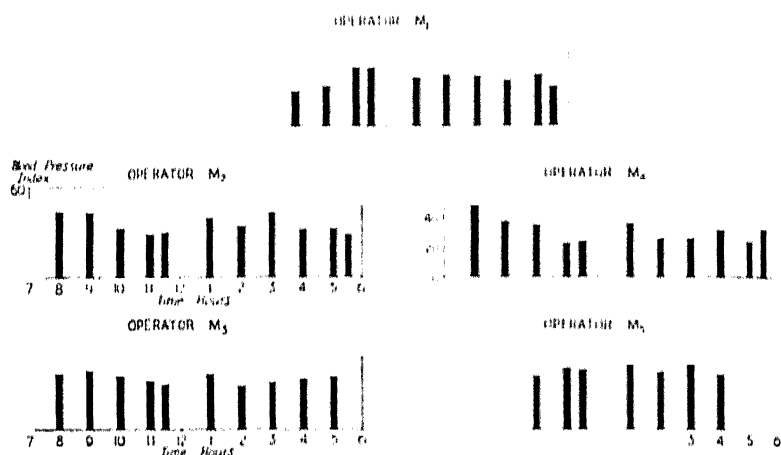 OPERATOR M₁
Blood Pressure
Index
60
OPERATOR M₂
OPERATOR M₄
7 8 9 10 11 12 1 2 3 4 5 6
Time Hours
OPERATOR M₃
OPERATOR M₅
7 8 9 10 11 12 1 2 3 4 5 6
Time Hours
3 4 5 6